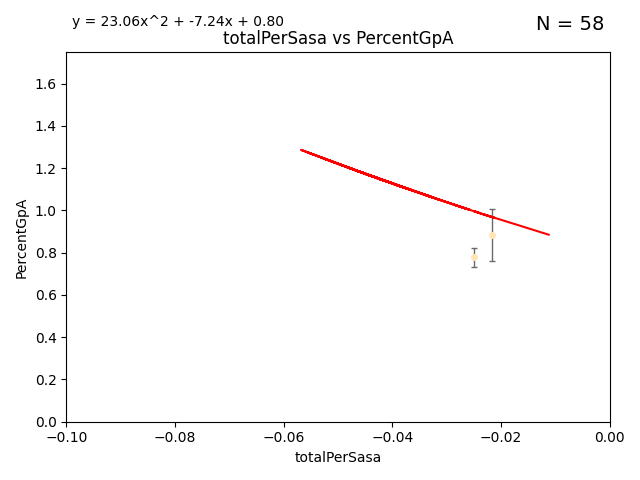 y = 23.06x^2 + -7.24x + 0.80
N = 58
totalPerSasa vs PercentGpA
PercentGpA
1.6
1.4
1.2
1.0
0.8
0.6
0.4
0.2
0.0
−0.10 −0.08 −0.06 −0.04 −0.02 0.00
totalPerSasa